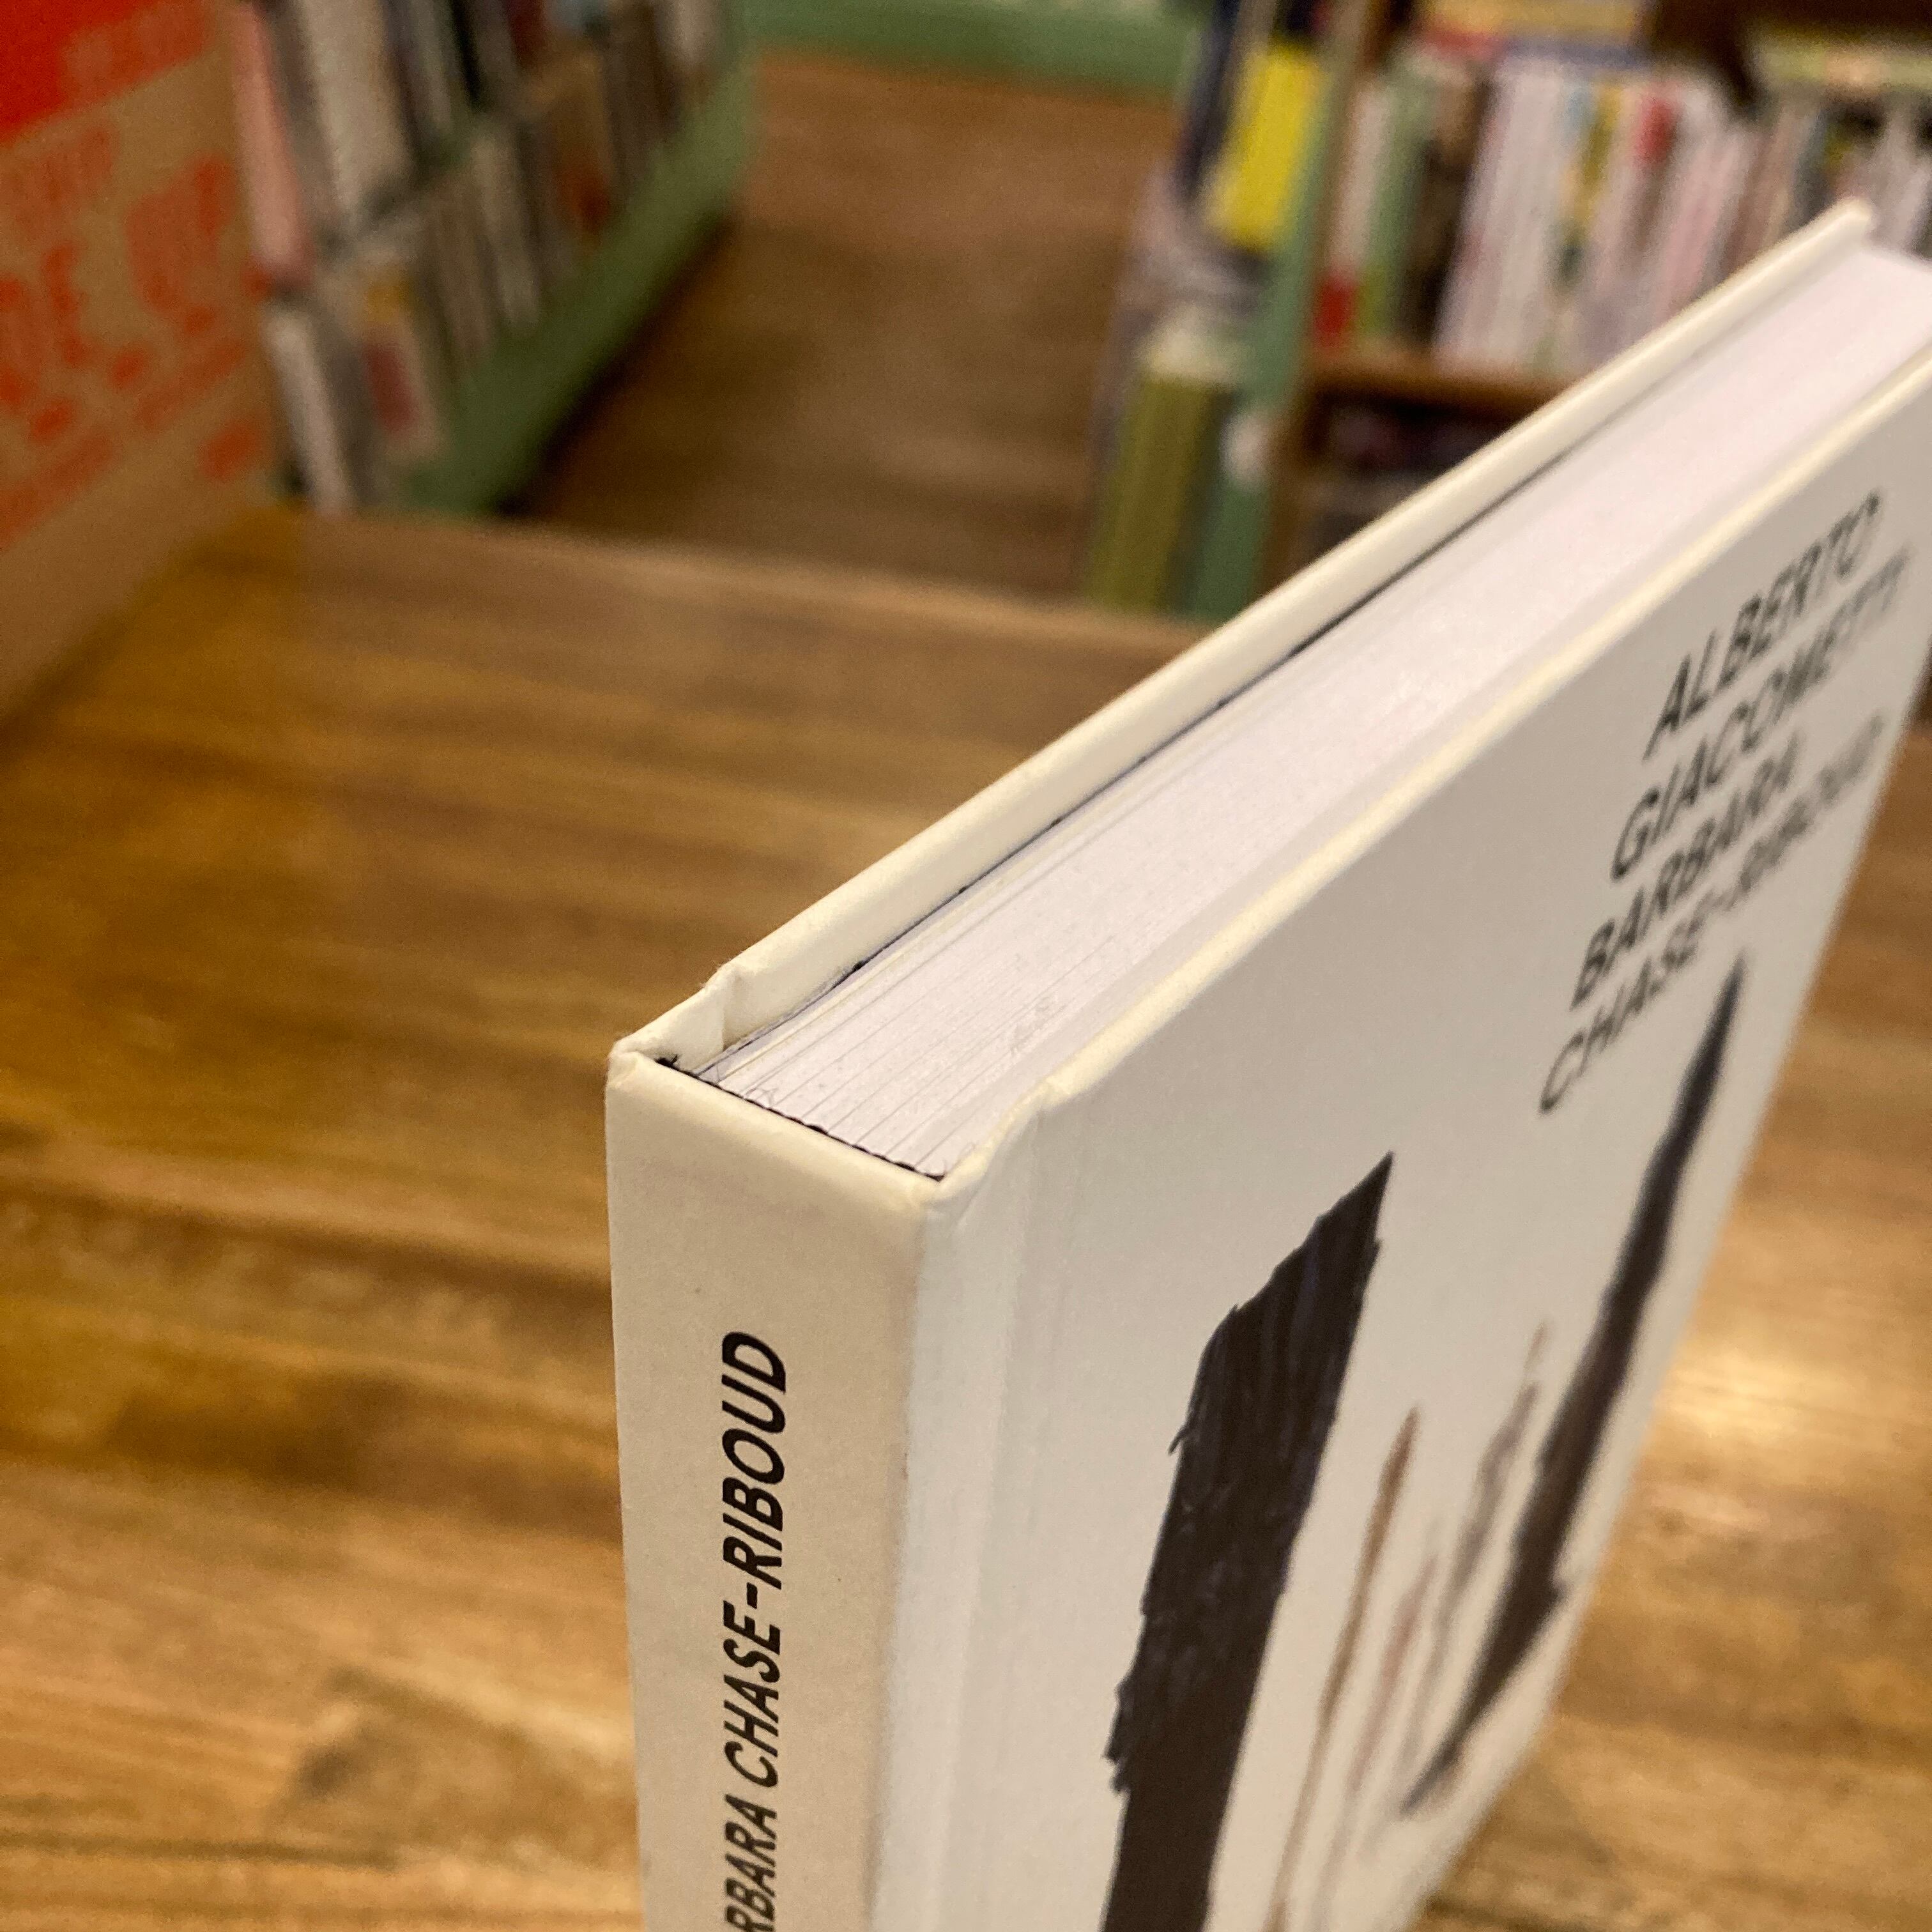 ALBERTO
GIACOMETTI
BARBARA
CHASE-RIBOUD
RBARA CHASE-RIBOUD